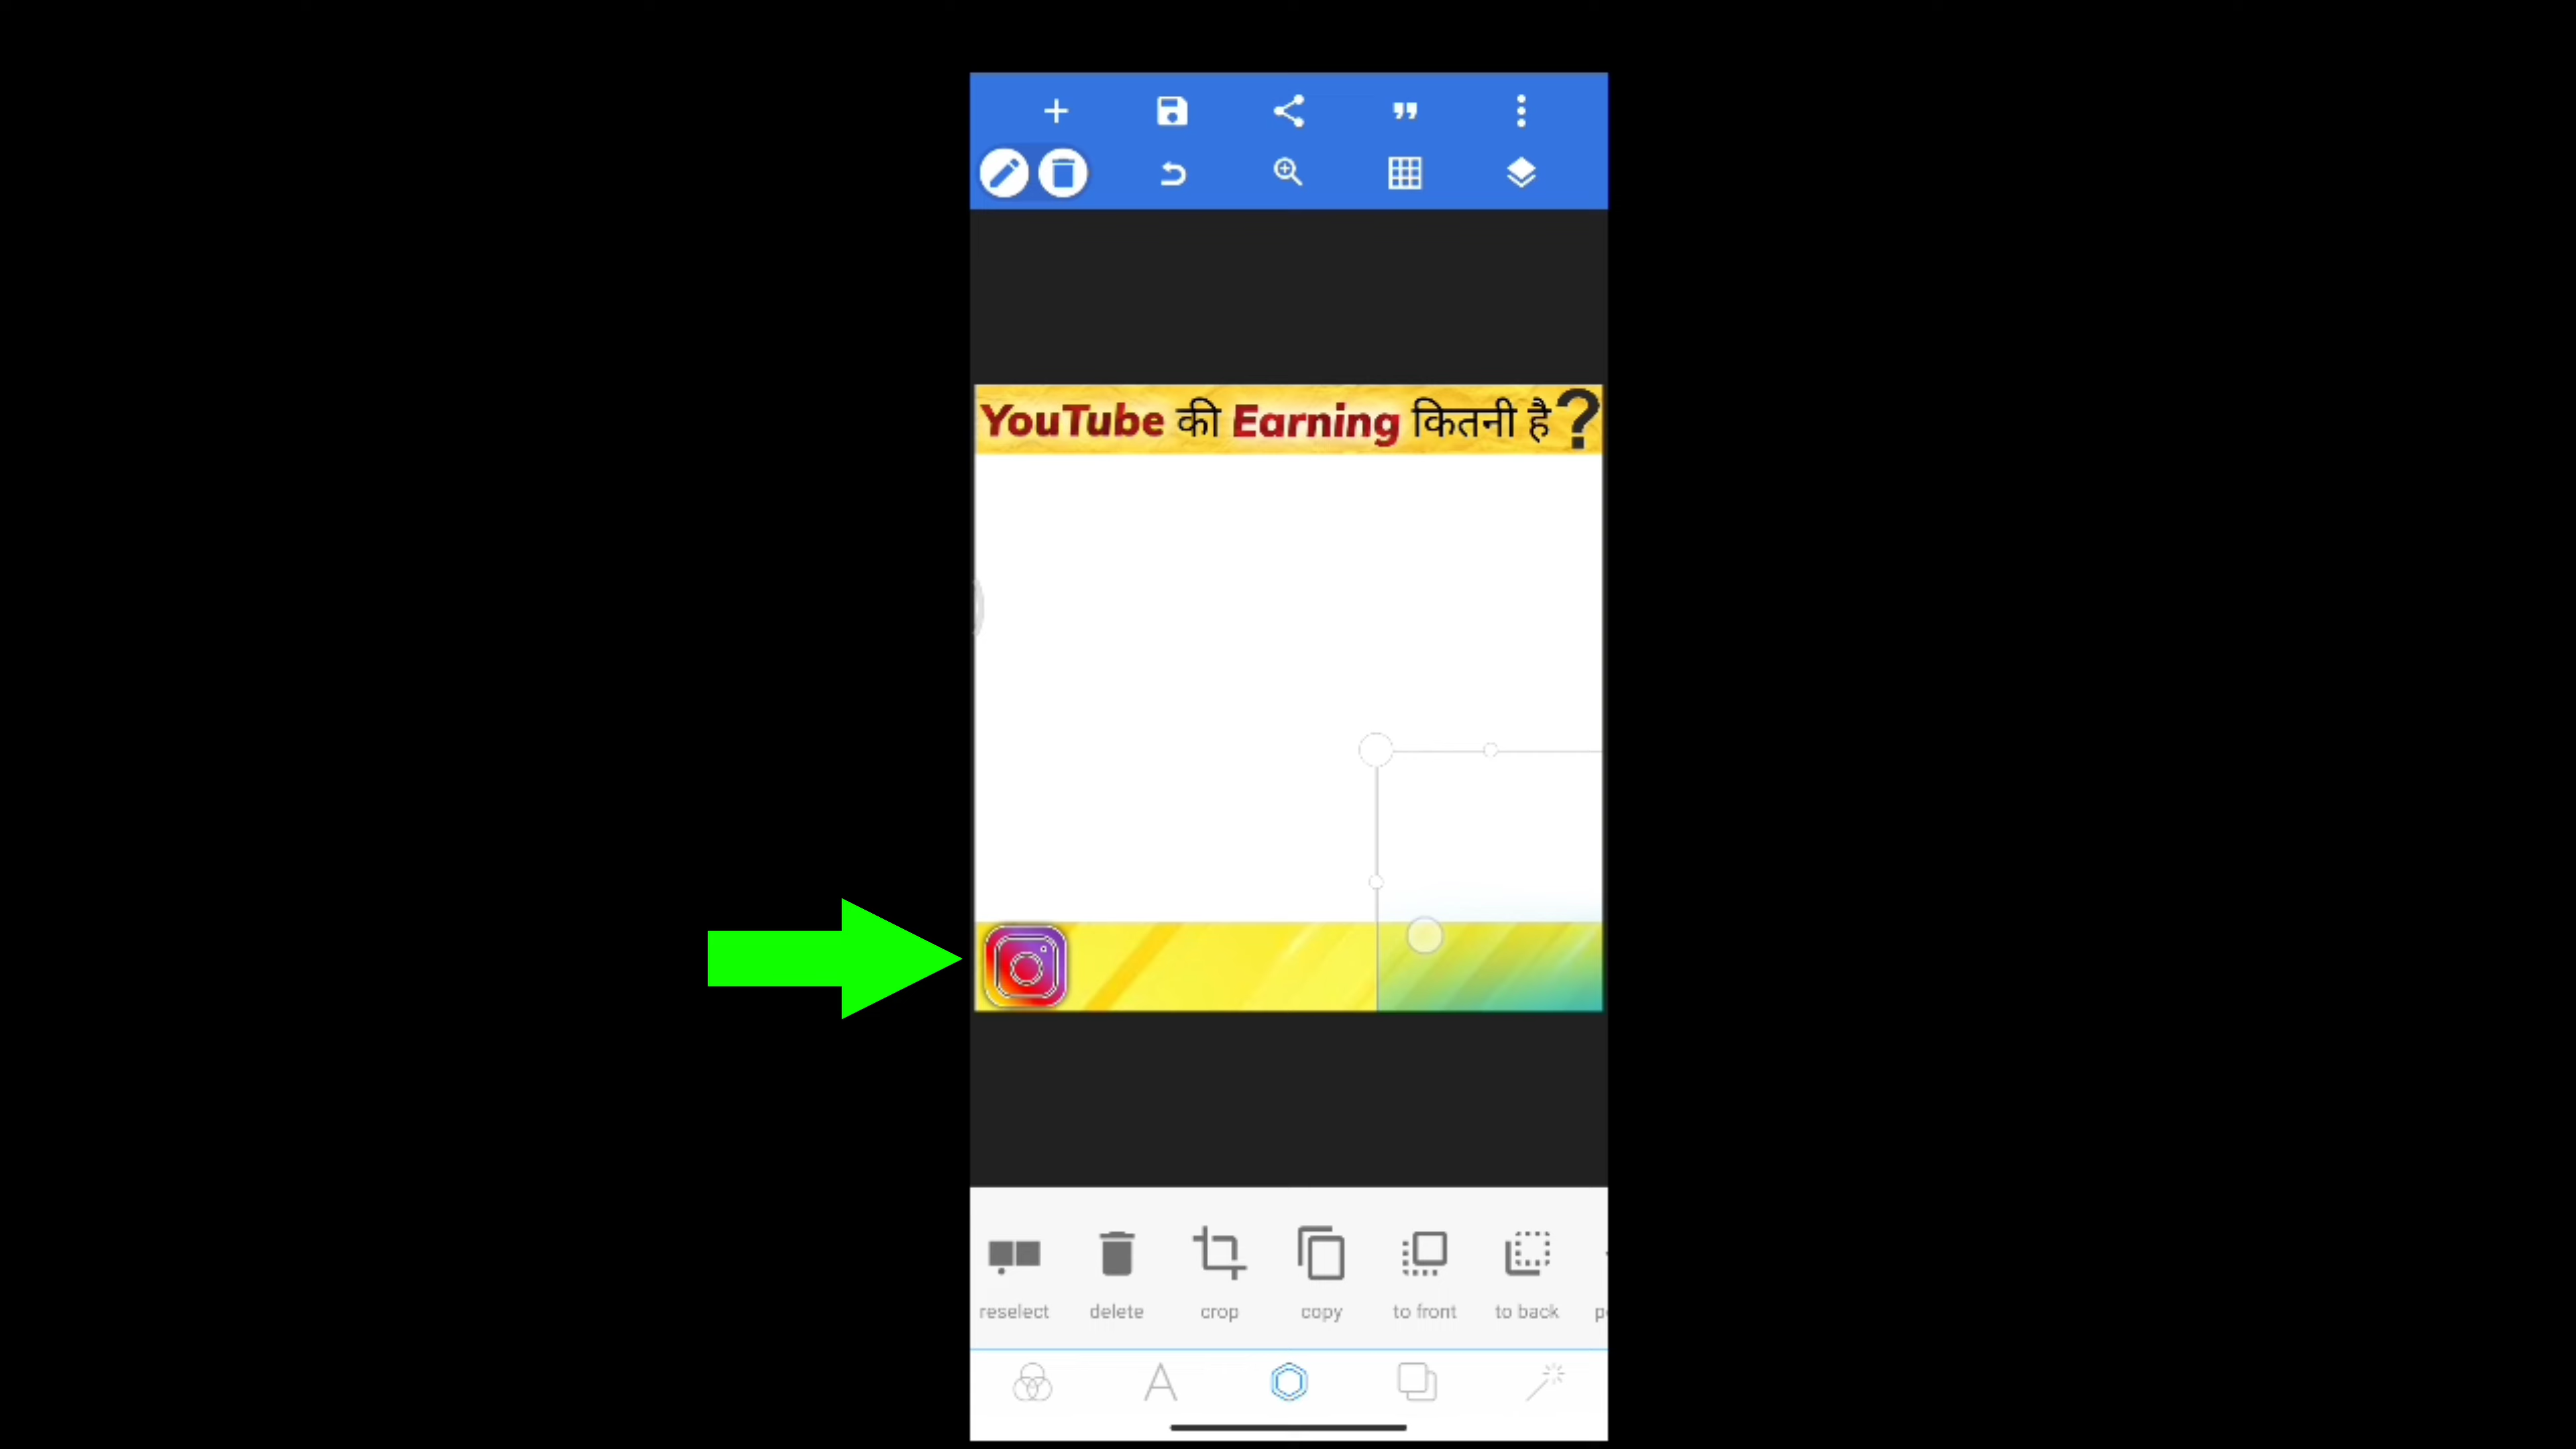 YouTube की Earning कितनी है?
reselect delete crop copy to front to back